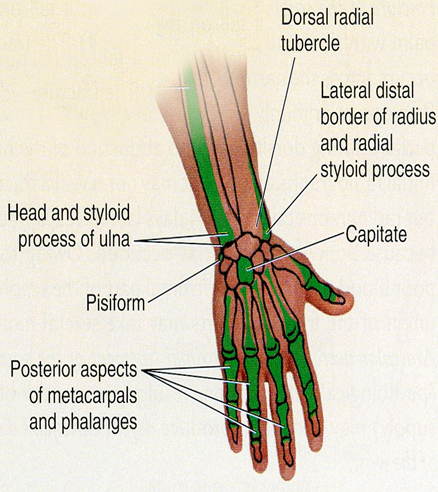 Dorsal radial
tubercle
Lateral distal
border of radius
and radial
styloid process
Head and styloid
process of ulna
Capitate
Pisiform
Posterior aspects
of metacarpals
and phalanges